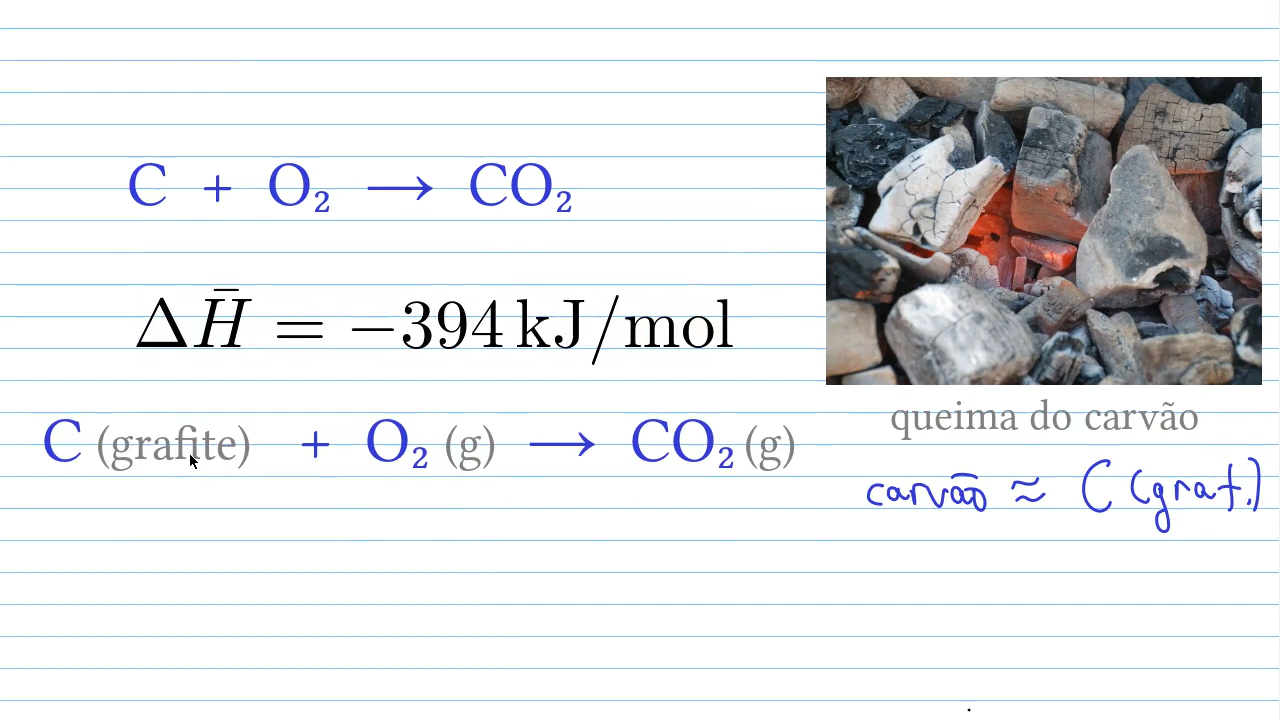 C + O₂ ⟶ CO₂
ΔH̄ = −394 kJ/mol
C (grafite) + O₂ (g) ⟶ CO₂ (g)
queima do carvão
carvão ≈ C (graf.)